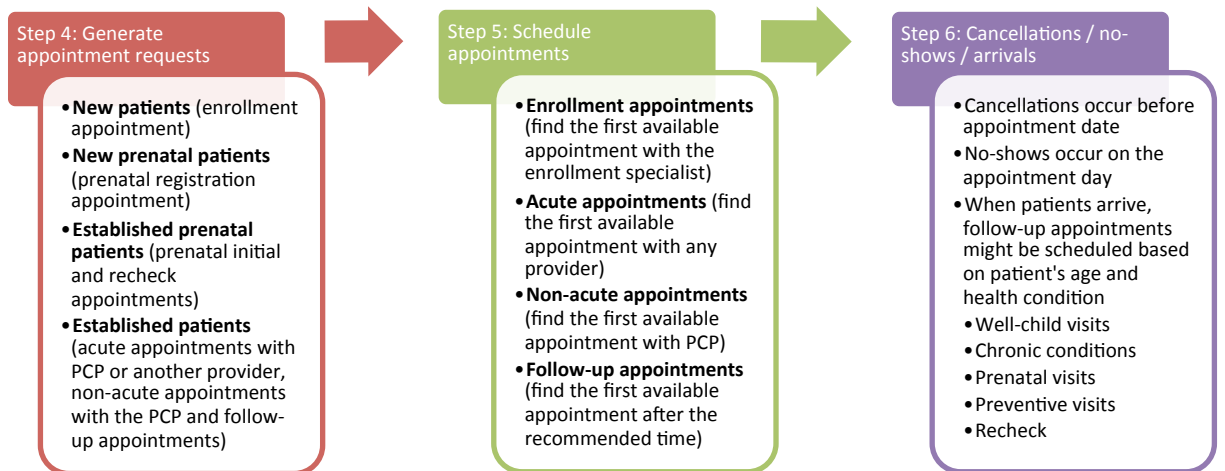 Step 4: Generate
appointment requests
•New patients (enrollment
appointment)
•New prenatal patients
(prenatal registration
appointment)
•Established prenatal
patients (prenatal initial
and recheck
appointments)
•Established patients
(acute appointments with
PCP or another provider,
non-acute appointments
with the PCP and follow-
up appointments)
Step 5: Schedule
appointments
•Enrollment appointments
(find the first available
appointment with the
enrollment specialist)
•Acute appointments (find
the first available
appointment with any
provider)
•Non-acute appointments
(find the first available
appointment with PCP)
•Follow-up appointments
(find the first available
appointment after the
recommended time)
Step 6: Cancellations / no-
shows / arrivals
•Cancellations occur before
appointment date
•No-shows occur on the
appointment day
•When patients arrive,
follow-up appointments
might be scheduled based
on patient's age and
health condition
•Well-child visits
•Chronic conditions
•Prenatal visits
•Preventive visits
•Recheck